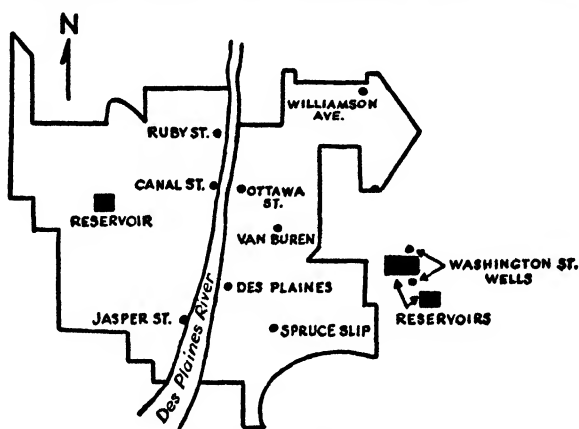 N
WILLIAMSON
AVE.
RUBY ST.
CANAL ST.
OTTAWA
ST.
RESERVOIR
VAN BUREN
WASHINGTON ST.
WELLS
DES PLAINES
RESERVOIRS
JASPER ST.
SPRUCE SLIP
Des Plaines River